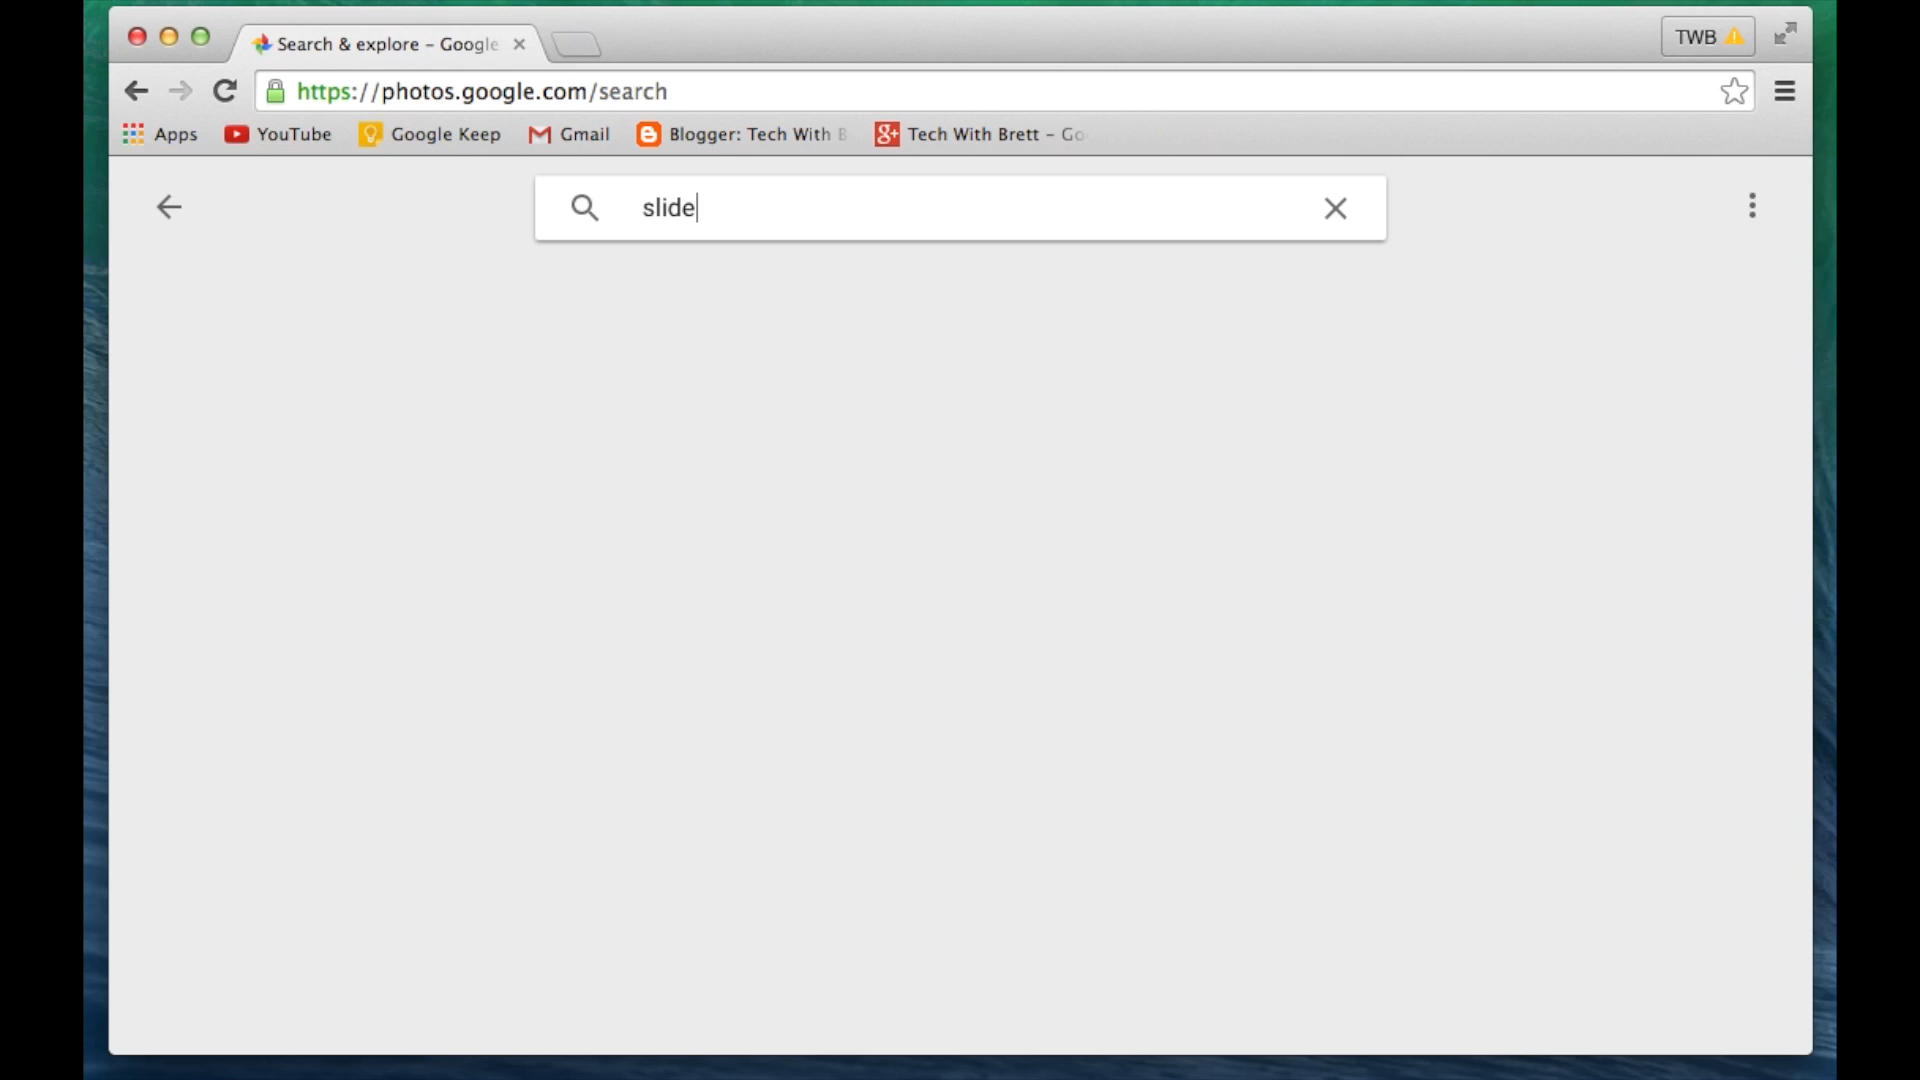 Search & explore – Google
TWB
https://photos.google.com/search
Apps YouTube Google Keep Gmail Blogger: Tech With B Tech With Brett – Go
slide